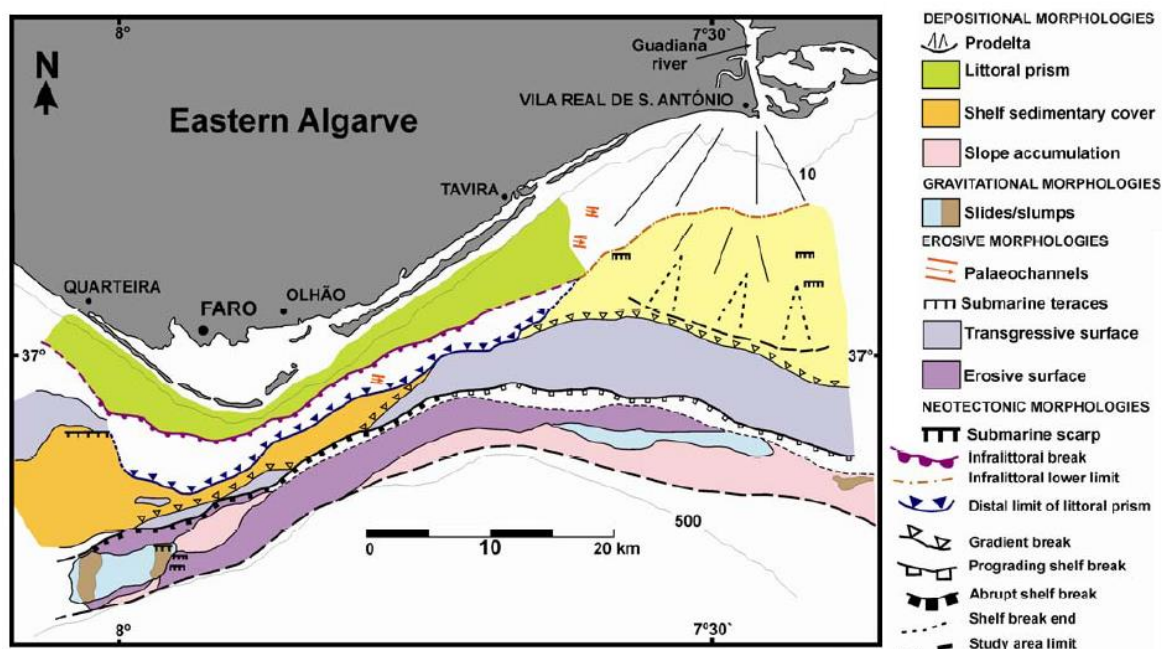 8°
7°30`
Guadiana
river
N
VILA REAL DE S. ANTÓNIO
Eastern Algarve
10
TAVIRA
QUARTEIRA
FARO
OLHÃO
37°
37°
500
0 10 20 km
8°
7°30`
DEPOSITIONAL MORPHOLOGIES
Prodelta
Littoral prism
Shelf sedimentary cover
Slope accumulation
GRAVITATIONAL MORPHOLOGIES
Slides/slumps
EROSIVE MORPHOLOGIES
Palaeochannels
Submarine teraces
Transgressive surface
Erosive surface
NEOTECTONIC MORPHOLOGIES
Submarine scarp
Infralittoral break
Infralittoral lower limit
Distal limit of littoral prism
Gradient break
Prograding shelf break
Abrupt shelf break
Shelf break end
Study area limit